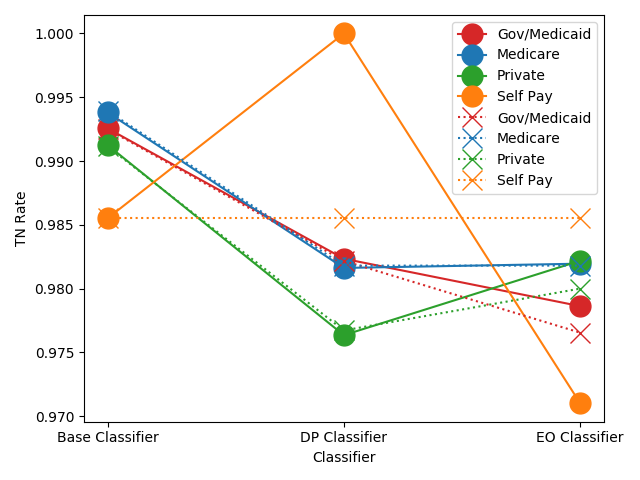 1.000
0.995
0.990
0.985
0.980
0.975
0.970
TN Rate
Gov/Medicaid
Medicare
Private
Self Pay
Gov/Medicaid
Medicare
Private
Self Pay
Base Classifier
DP Classifier
EO Classifier
Classifier